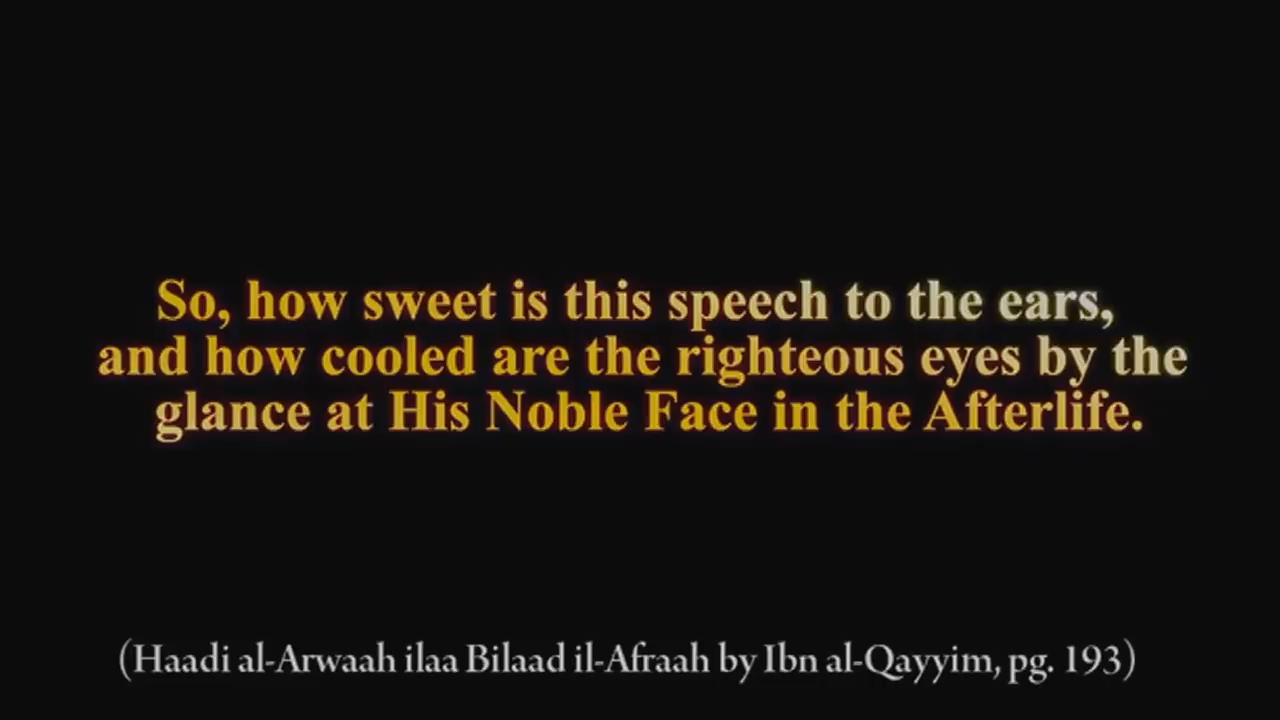 So, how sweet is this speech to the ears,
and how cooled are the righteous eyes by the
glance at His Noble Face in the Afterlife.
(Haadi al-Arwaah ilaa Bilaad il-Afraah by Ibn al-Qayyim, pg. 193)